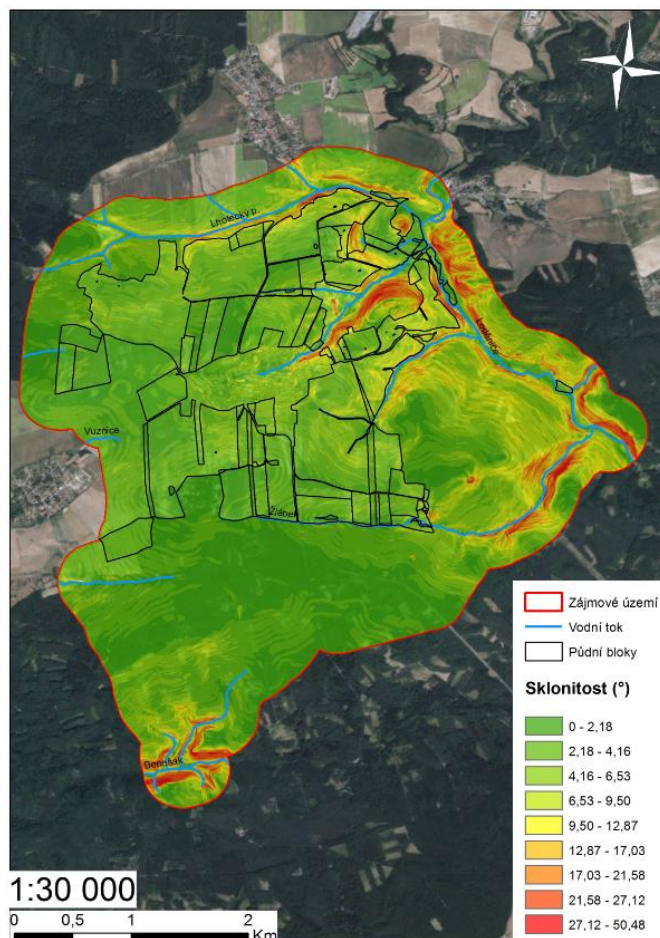 Lhotecký p.
Loděnice
Vuznice
Žlábek
Benešák
Zájmové území
Vodní tok
Půdní bloky
Sklonitost (°)
0 - 2,18
2,18 - 4,16
4,16 - 6,53
6,53 - 9,50
9,50 - 12,87
12,87 - 17,03
17,03 - 21,58
21,58 - 27,12
27,12 - 50,48
1:30 000
0 0,5 1 2
Km